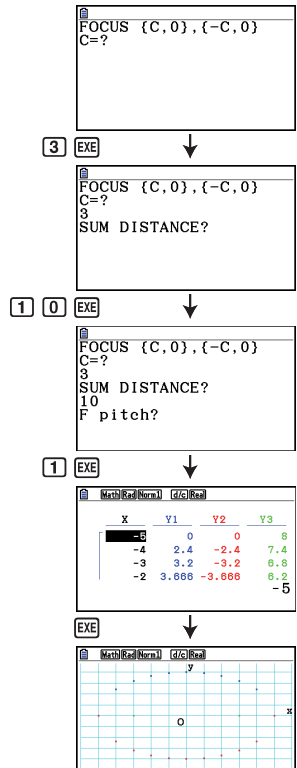 FOCUS {C,0},{-C,0}
C=?
3 EXE
FOCUS {C,0},{-C,0}
C=?
3
SUM DISTANCE?
1 0 EXE
FOCUS {C,0},{-C,0}
C=?
3
SUM DISTANCE?
10
F pitch?
1 EXE
Math Rad Norm1 d/c Real
X Y1 Y2 Y3
-5 0 0 8
-4 2.4 -2.4 7.4
-3 3.2 -3.2 6.8
-2 3.666 -3.666 6.2
-5
EXE
Math Rad Norm1 d/c Real
y
x
O